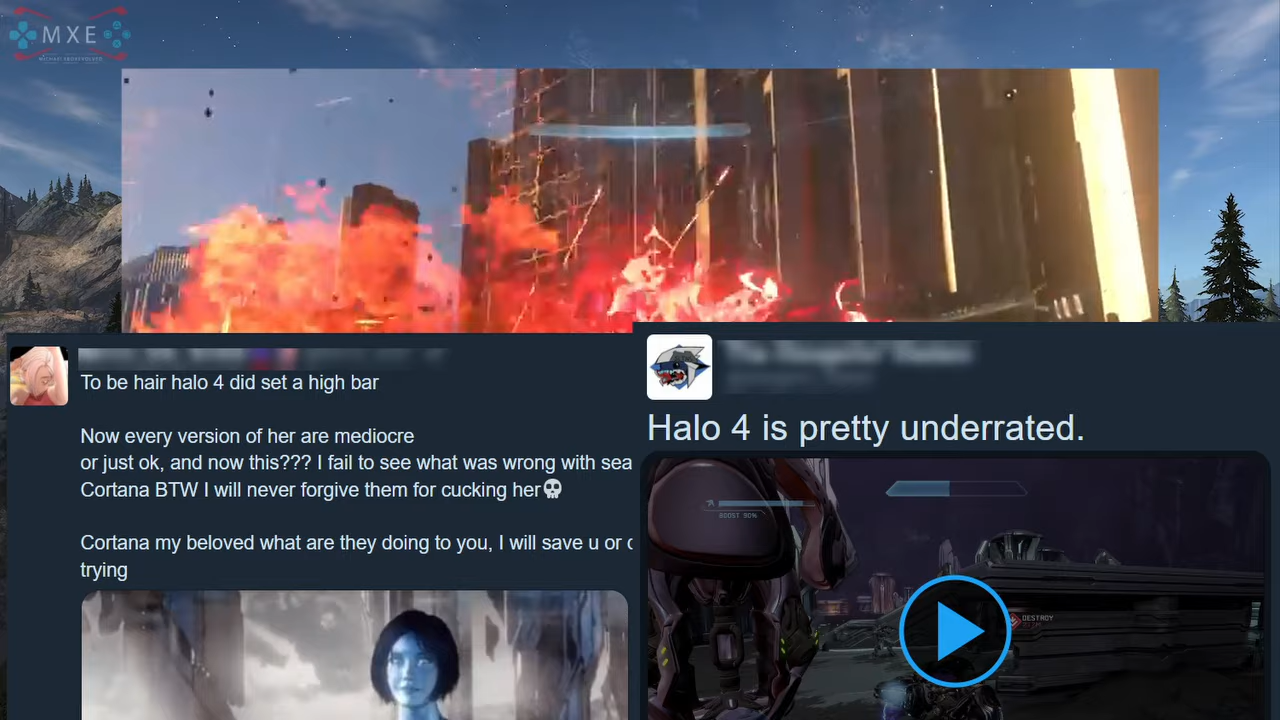 MXE
To be hair halo 4 did set a high bar
Now every version of her are mediocre
or just ok, and now this??? I fail to see what was wrong with sea
Cortana BTW I will never forgive them for cucking her💀
Cortana my beloved what are they doing to you, I will save u or
trying
Halo 4 is pretty underrated.
BOOST 90%
DESTROY